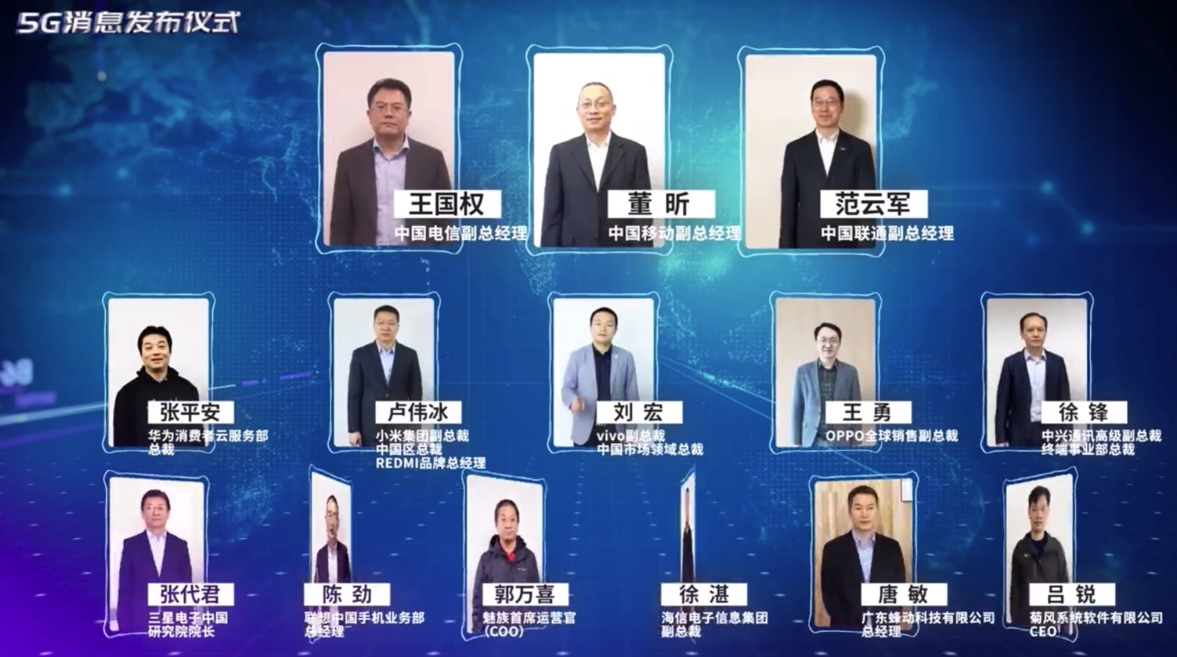 5G消息发布仪式
王国权
中国电信副总经理
董 昕
中国移动副总经理
范云军
中国联通副总经理
张平安
华为消费者云服务部
总裁
卢伟冰
小米集团副总裁
中国区总裁
REDMI品牌总经理
刘 宏
vivo副总裁
中国市场领域总裁
王 勇
OPPO全球销售副总裁
徐 锋
中兴通讯高级副总裁
终端事业部总裁
张代君
三星电子中国
研究院院长
陈 劲
联想中国手机业务部
总经理
郭万喜
魅族首席运营官
（COO）
徐 湛
海信电子信息集团
副总裁
唐 敏
广东蜂动科技有限公司
总经理
吕 锐
菊风系统软件有限公司
CEO